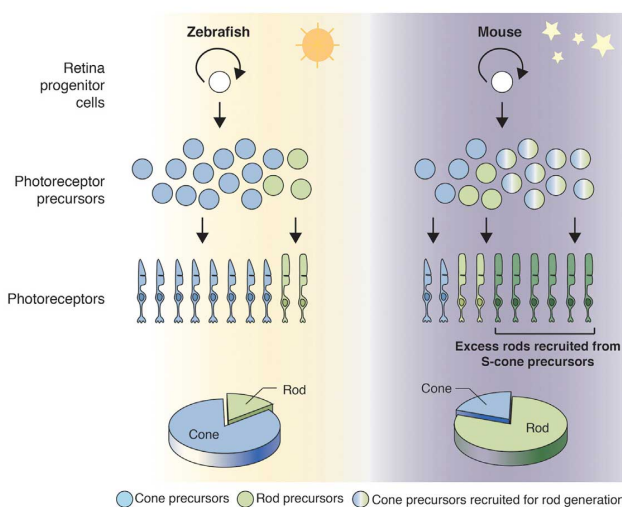 Zebrafish
Mouse
Retina
progenitor
cells
Photoreceptor
precursors
Photoreceptors
Excess rods recruited from
S-cone precursors
Rod
Cone
Cone
Rod
Cone precursors
Rod precursors
Cone precursors recruited for rod generation